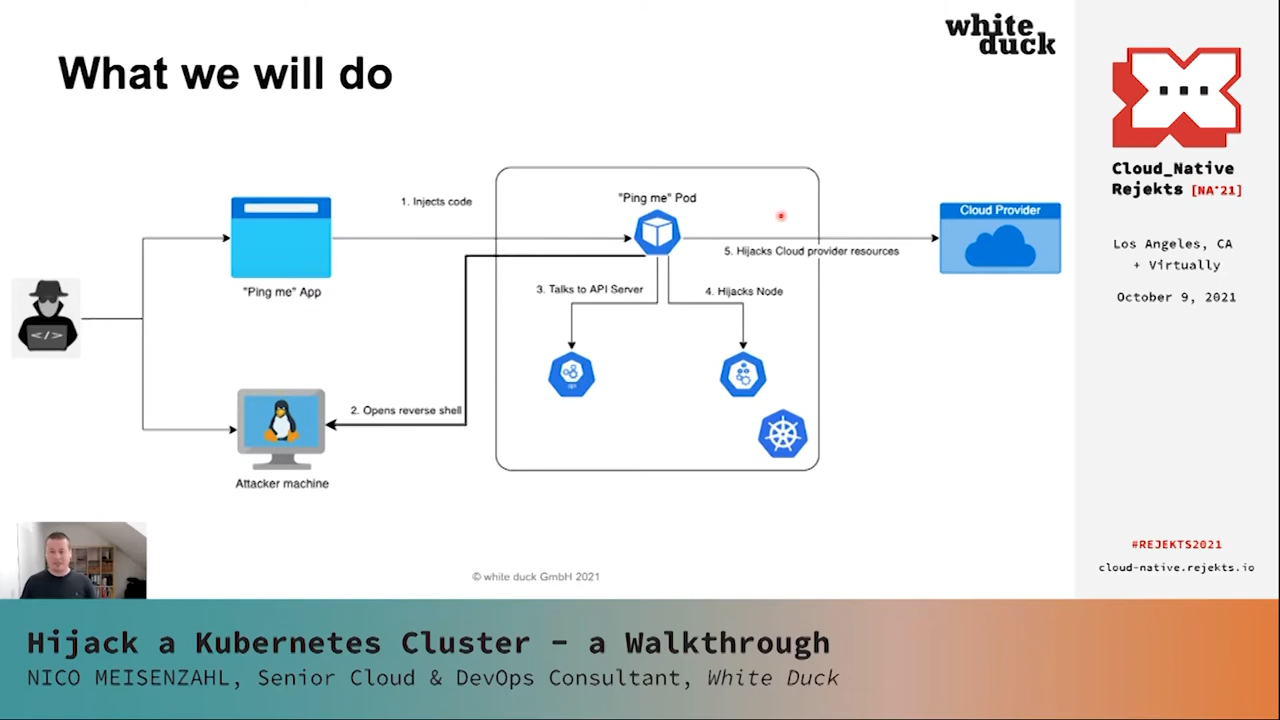 white
duck
What we will do
1. Injects code
"Ping me" Pod
Cloud Provider
5. Hijacks Cloud provider resources
"Ping me" App
3. Talks to API Server
4. Hijacks Node
</>
api
2. Opens reverse shell
Attacker machine
© white duck GmbH 2021
Cloud_Native
Rejekts [NA'21]
Los Angeles, CA
+ Virtually
October 9, 2021
#REJEKTS2021
cloud-native.rejekts.io
Hijack a Kubernetes Cluster – a Walkthrough
NICO MEISENZAHL, Senior Cloud & DevOps Consultant, White Duck